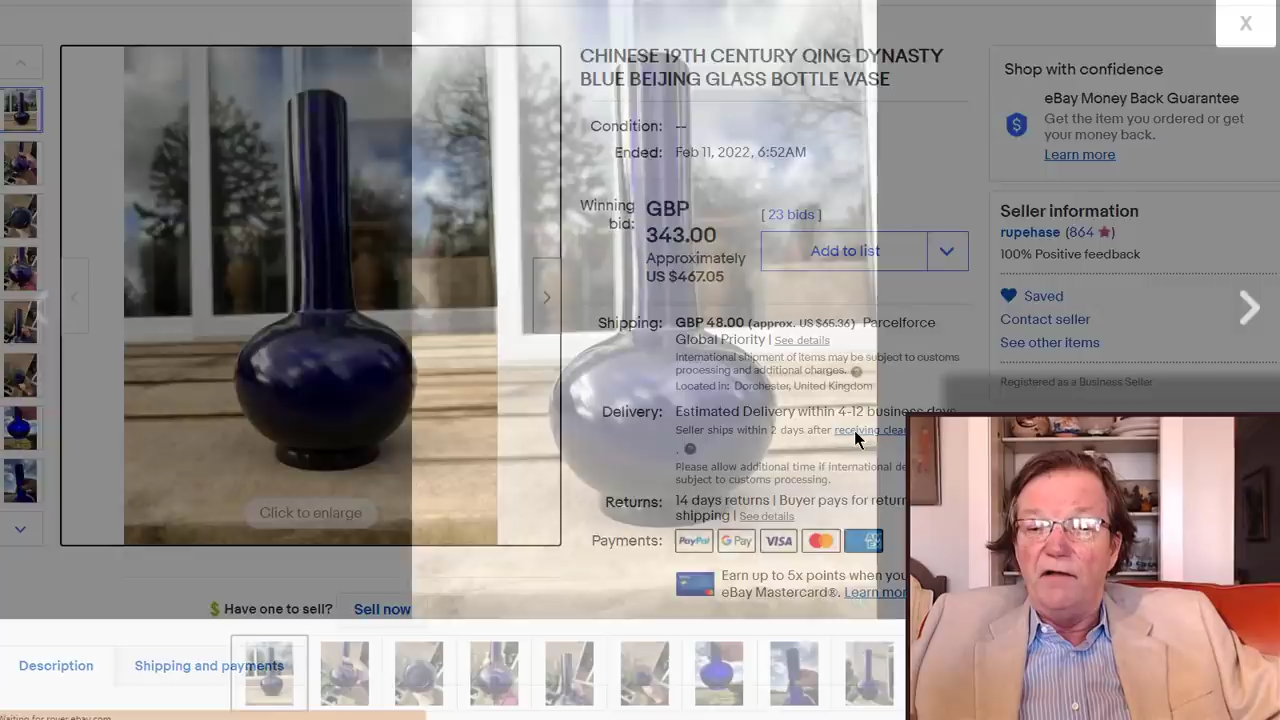 X
CHINESE 19TH CENTURY QING DYNASTY
BLUE BEIJING GLASS BOTTLE VASE
Condition: --
Ended: Feb 11, 2022, 6:52AM
Winning
bid:
GBP
343.00
[ 23 bids ]
Approximately
US $467.05
Add to list
Shipping: GBP 48.00 (approx. US $65.36) Parcelforce
Global Priority | See details
International shipment of items may be subject to customs
processing and additional charges.
Located in: Dorchester, United Kingdom
Delivery: Estimated Delivery within 4-12 business days
Seller ships within 2 days after receiving
.
Please allow additional time if international
subject to customs processing.
Returns: 14 days returns | Buyer pays for return
shipping | See details
Payments: PayPal G Pay VISA
Earn up to 5x points when you
eBay Mastercard®. Learn
Shop with confidence
eBay Money Back Guarantee
Get the item you ordered or get
your money back.
Learn more
Seller information
rupehase (864)
100% Positive feedback
Saved
Contact seller
See other items
Registered as a Business Seller
Click to enlarge
$ Have one to sell? Sell now
Description
Shipping and payments